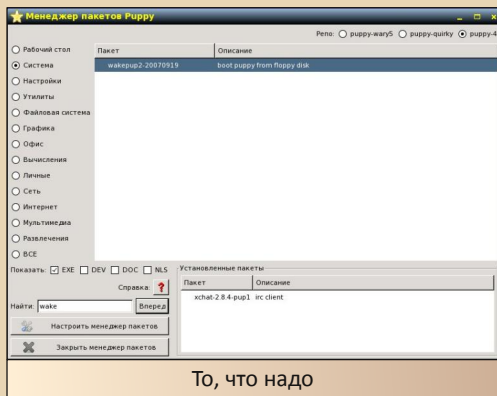 Менеджер пакетов Puppy
Репо: puppy-wary5 puppy-quirky puppy-4
Рабочий стол
Система
Настройки
Утилиты
Файловая система
Графика
Офис
Вычисления
Личные
Сеть
Интернет
Мультимедиа
Развлечения
ВСЕ
Пакет Описание
wakepup2-20070919 boot puppy from floppy disk
Показать: EXE DEV DOC NLS
Справка: ?
Найти: wake Вперед
Настроить менеджер пакетов
Закрыть менеджер пакетов
Установленные пакеты
Пакет Описание
xchat-2.8.4-pup1 irc client
То, что надо